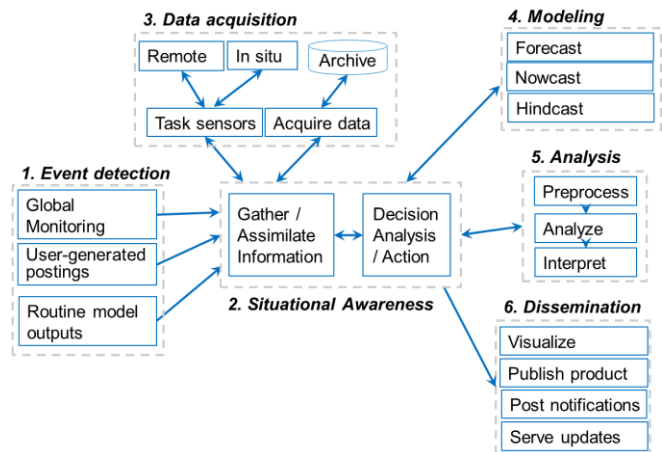 3. Data acquisition
Remote
In situ
Archive
Task sensors
Acquire data
4. Modeling
Forecast
Nowcast
Hindcast
1. Event detection
Global
Monitoring
User-generated
postings
Routine model
outputs
Gather /
Assimilate
Information
Decision
Analysis
/ Action
2. Situational Awareness
5. Analysis
Preprocess
Analyze
Interpret
6. Dissemination
Visualize
Publish product
Post notifications
Serve updates